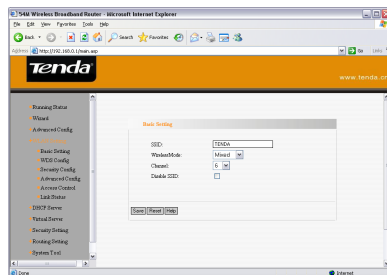 54M Wireless Broadband Router - Microsoft Internet Explorer
File Edit View Favorites Tools Help
Back Search Favorites
Address http://192.168.0.1/main.asp Go Links
Tenda
www.tenda.cn
Running Status
Wizard
Advanced Config
Basic Setting
WDS Config
Security Config
Advanced Config
Access Control
Link Status
DHCP Server
Virtual Server
Security Setting
Routing Setting
System Tool
Basic Setting
SSID: TENDA
WirelessMode: Mixed
Channel: 6
Disable SSID:
Save Reset Help
Done Internet